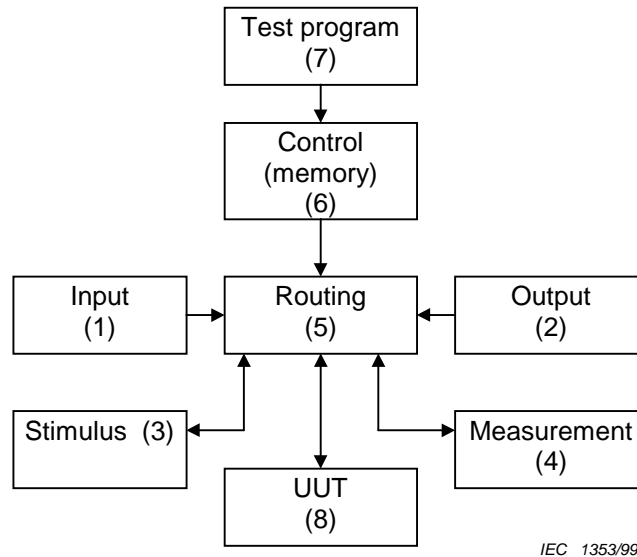 Test program
(7)
Control
(memory)
(6)
Input
(1)
Routing
(5)
Output
(2)
Stimulus (3)
Measurement
(4)
UUT
(8)
IEC 1353/99